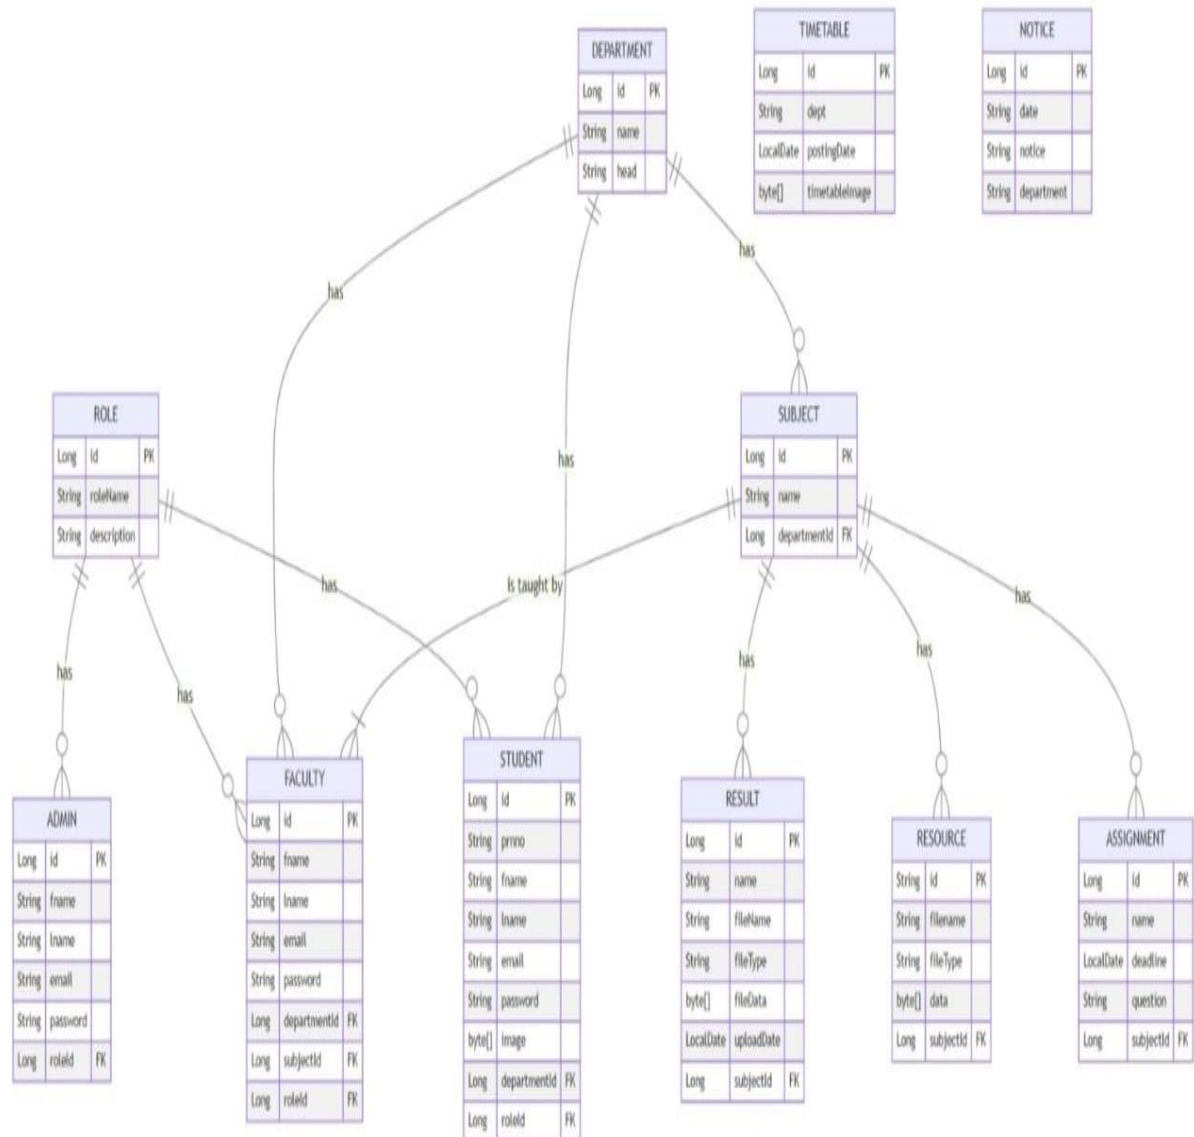 DEPARTMENT
Long id PK
String name
String head
TIMETABLE
Long id PK
String dept
LocalDate postingDate
byte[] timetableImage
NOTICE
Long id PK
String date
String notice
String department
has
has
has
ROLE
Long id PK
String roleName
String description
SUBJECT
Long id PK
String name
Long departmentId FK
has
is taught by
has
has
has
has
has
ADMIN
Long id PK
String fname
String lname
String email
String password
Long roleId FK
FACULTY
Long id PK
String fname
String lname
String email
String password
Long departmentId FK
Long subjectId FK
Long roleId FK
STUDENT
Long id PK
String prnno
String fname
String lname
String email
String password
byte[] image
Long departmentId FK
Long roleId FK
RESULT
Long id PK
String name
String fileName
String fileType
byte[] fileData
LocalDate uploadDate
Long subjectId FK
RESOURCE
String id PK
String filename
String fileType
byte[] data
Long subjectId FK
ASSIGNMENT
Long id PK
String name
LocalDate deadline
String question
Long subjectId FK